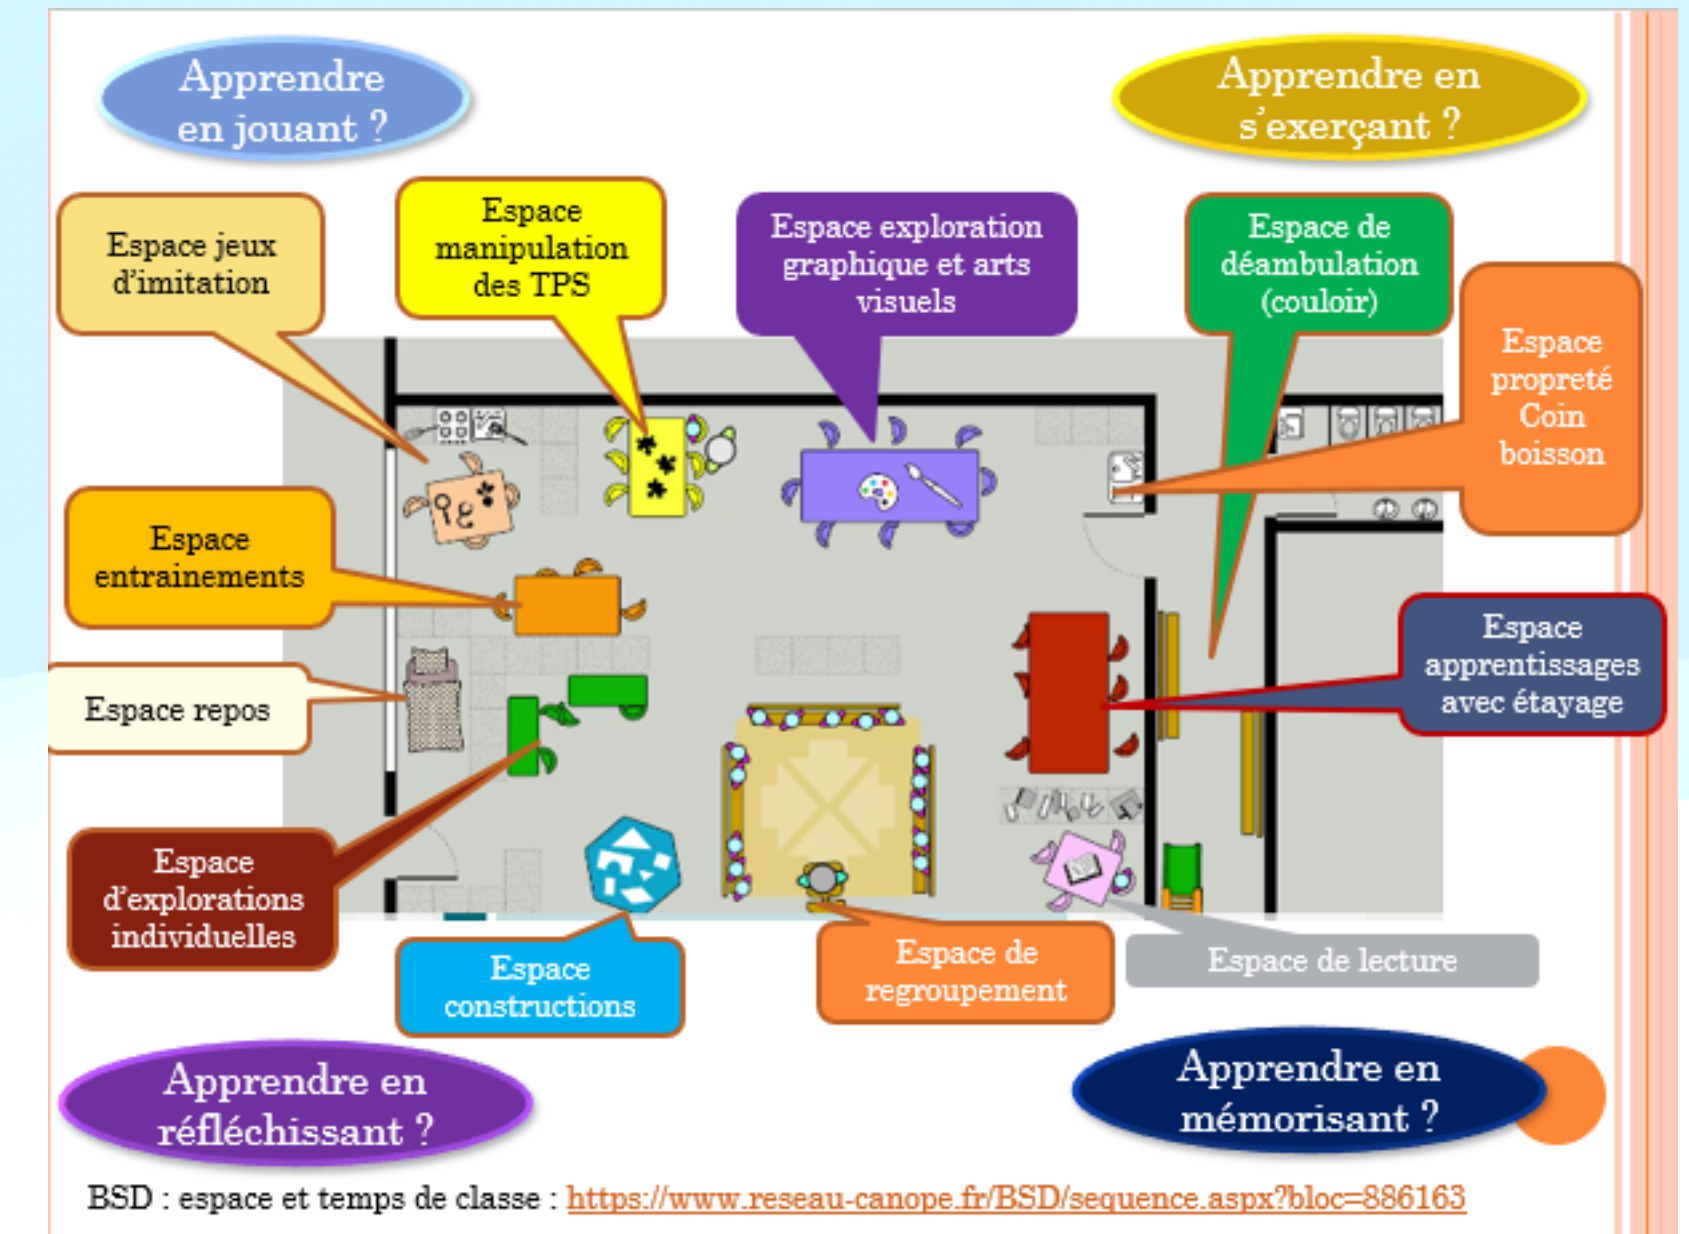 Apprendre
en jouant ?
Apprendre en
s'exerçant ?
Espace jeux
d'imitation
Espace
manipulation
des TPS
Espace exploration
graphique et arts
visuels
Espace de
déambulation
(couloir)
Espace
propreté
Coin
boisson
Espace
entrainements
Espace
apprentissages
avec étayage
Espace repos
Espace
d'explorations
individuelles
Espace
constructions
Espace de
regroupement
Espace de lecture
Apprendre en
réfléchissant ?
Apprendre en
mémorisant ?
BSD : espace et temps de classe : https://www.reseau-canope.fr/BSD/sequence.aspx?bloc=886163